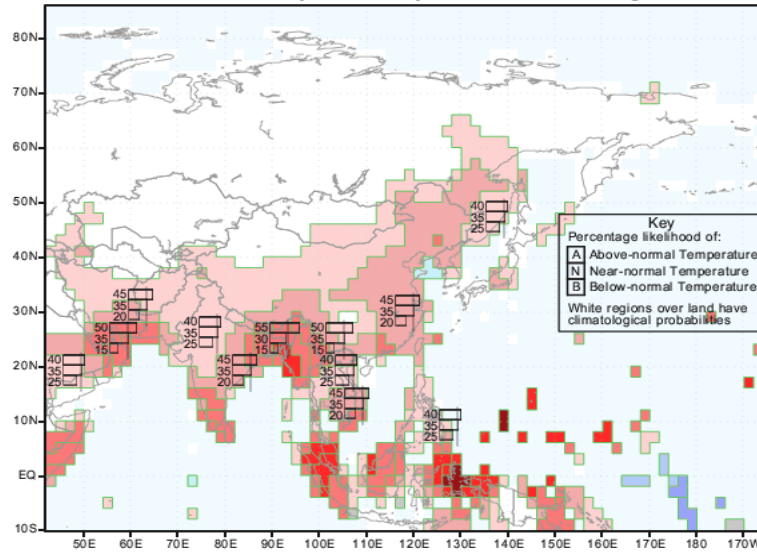 80N
70N
60N
50N
40N
30N
20N
10N
EQ
10S
50E
60E
70E
80E
90E
100E
110E
120E
130E
140E
150E
160E
170E
180
170W
40
35
25
45
35
20
50
35
15
40
35
25
40
35
25
45
35
20
55
30
15
50
35
15
40
35
25
45
35
20
45
35
20
40
35
25
Key
Percentage likelihood of:
A Above-normal Temperature
N Near-normal Temperature
B Below-normal Temperature
White regions over land have
climatological probabilities